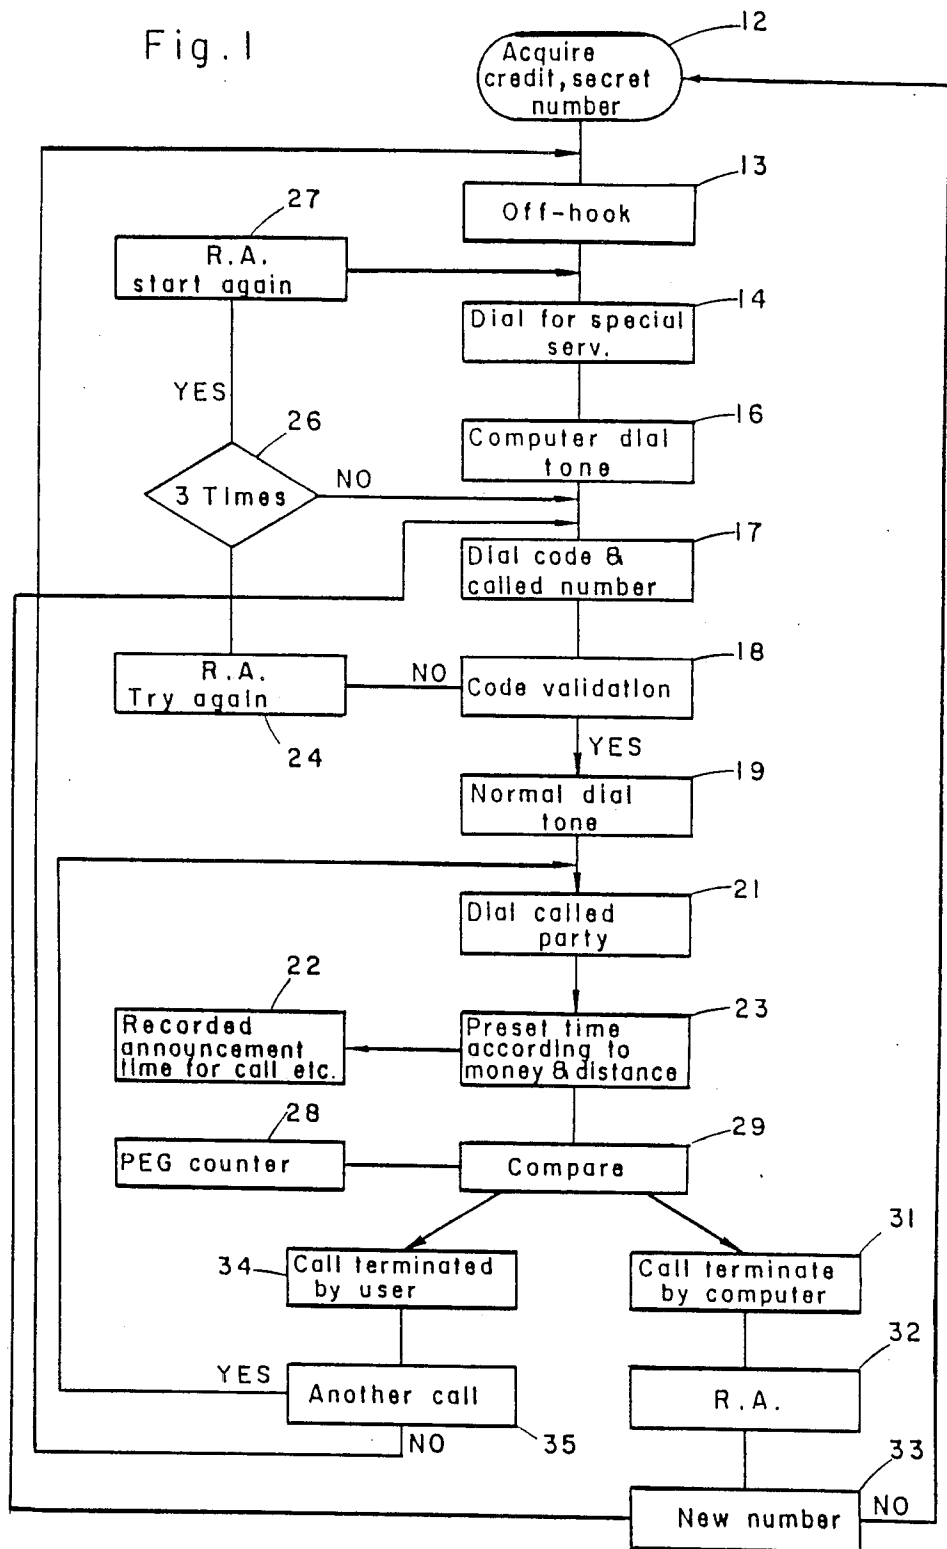 Fig.1
12
Acquire
credit, secret
number
13
Off-hook
27
R.A.
start again
14
Dial for special
serv.
YES
26
16
Computer dial
tone
3 Times
NO
17
Dial code &
called number
18
R.A.
Try again
NO
Code validation
24
YES
19
Normal dial
tone
21
Dial called
party
22
23
Recorded
announcement
time for call etc.
Preset time
according to
money & distance
28
29
PEG counter
Compare
31
34
Call terminated
by user
Call terminate
by computer
32
YES
Another call
R.A.
NO
35
33
New number
NO